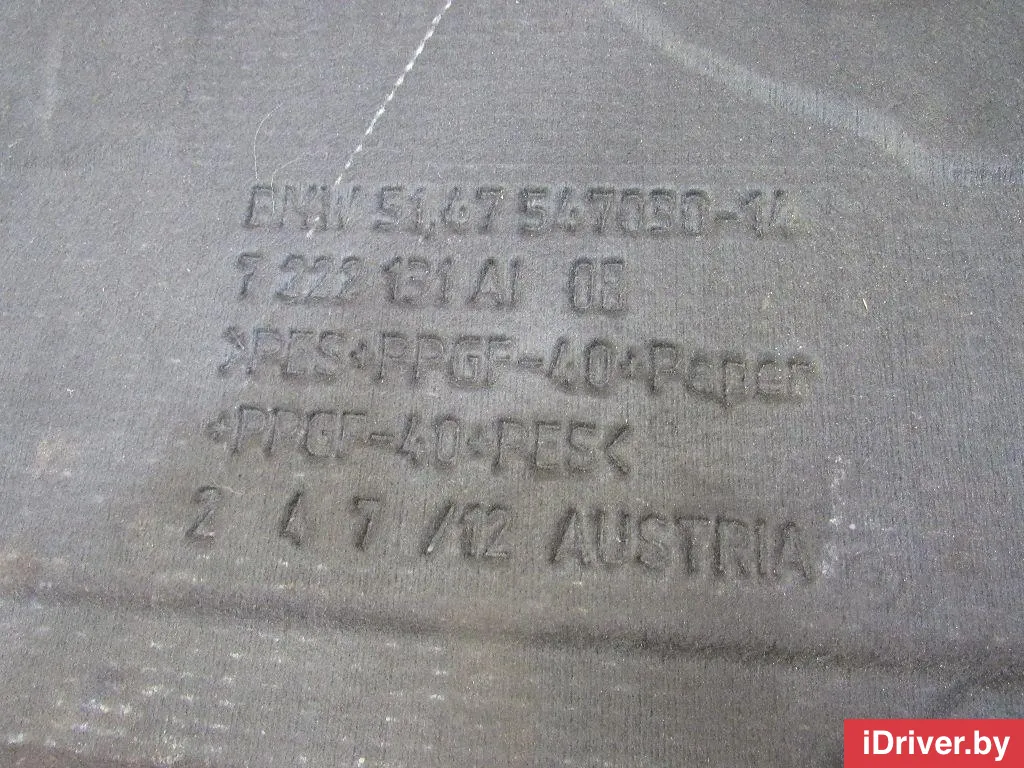 BMW 51.47 547090-14
7 222 131 AI 08
>PES+PPGF-40+Paper
+PPGF-40+PES<
2 4 7 /12 AUSTRIA
iDriver.by